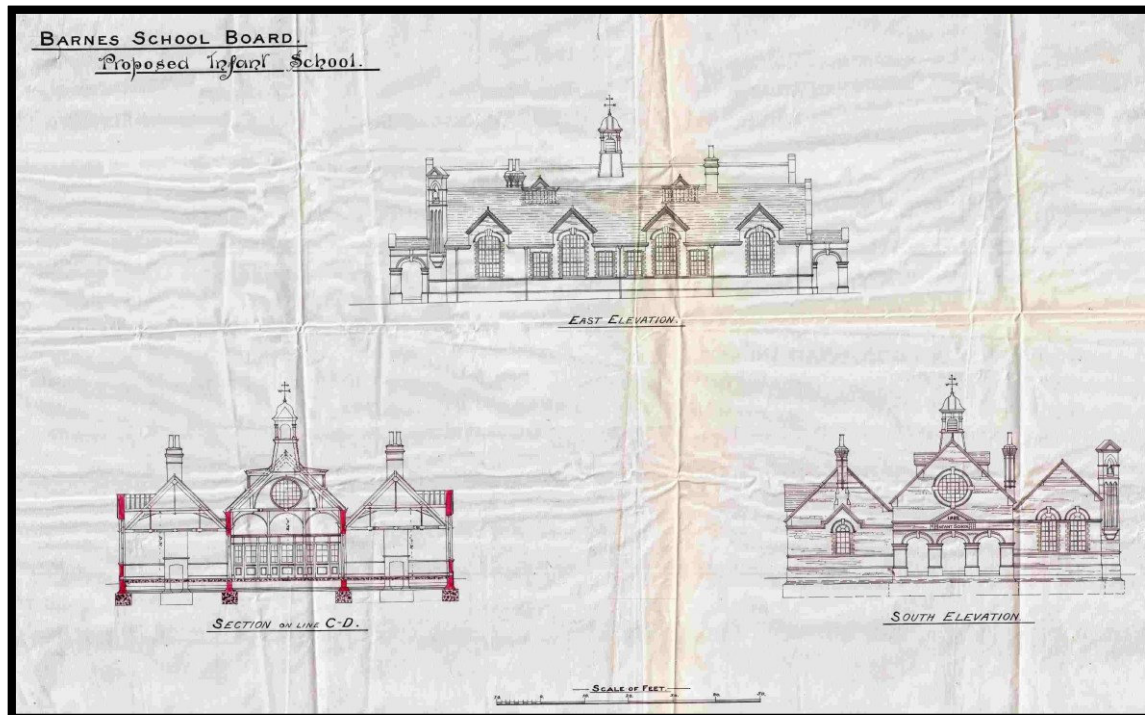 BARNES SCHOOL BOARD.
Proposed Infant School.
EAST ELEVATION.
SECTION ON LINE C-D.
INFANT SCHOOL
SOUTH ELEVATION.
SCALE OF FEET.